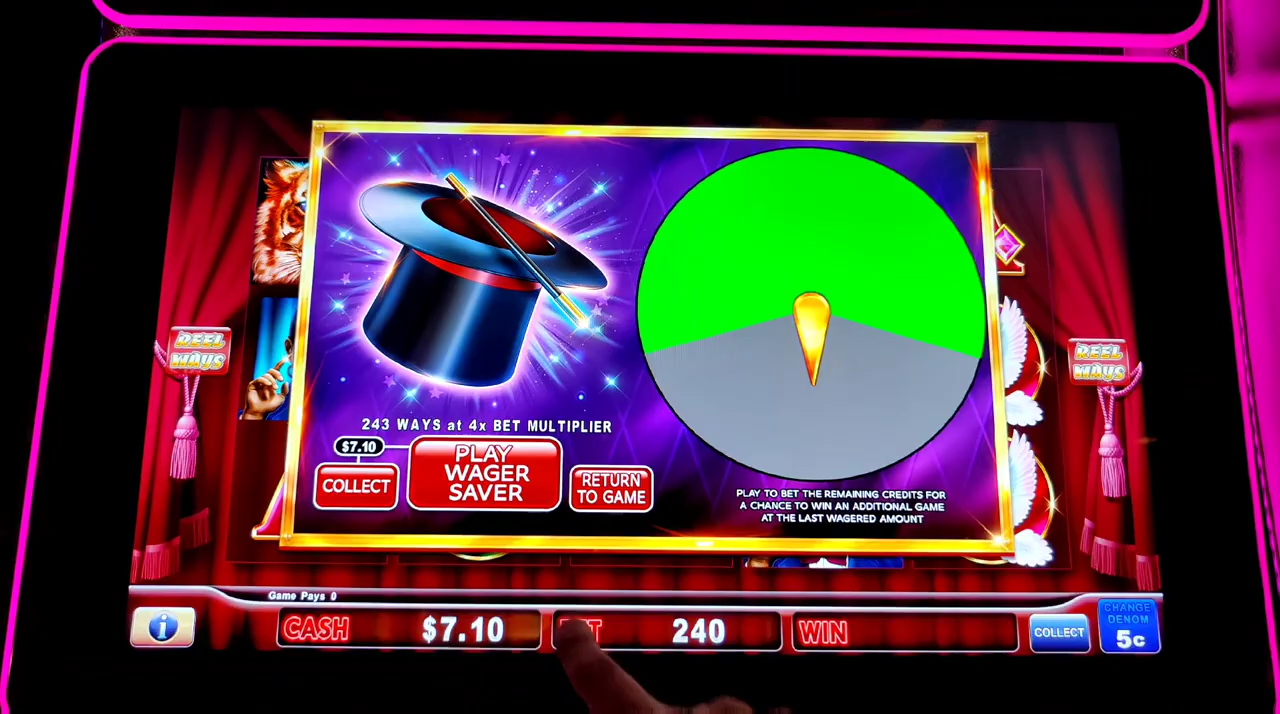 REEL
WAYS
REEL
WAYS
243 WAYS at 4x BET MULTIPLIER
$7.10
COLLECT
PLAY
WAGER
SAVER
RETURN
TO GAME
PLAY TO BET THE REMAINING CREDITS FOR
A CHANCE TO WIN AN ADDITIONAL GAME
AT THE LAST WAGERED AMOUNT
Game Pays 0
i
CASH $7.10
240
WIN
COLLECT
CHANGE
DENOM
5c